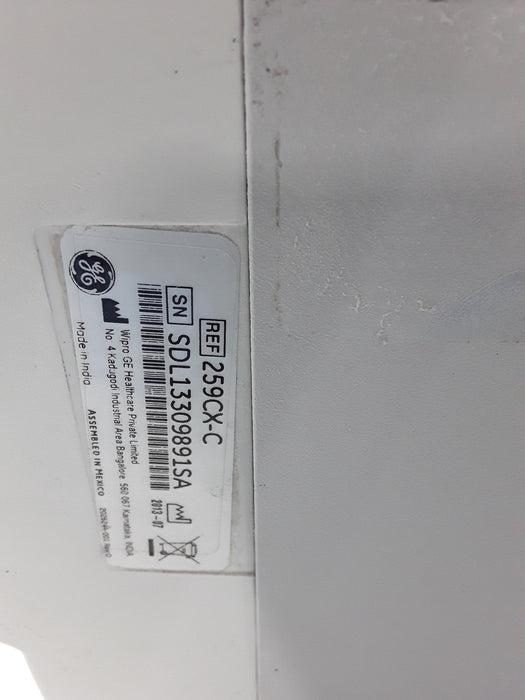 GE
REF 259CX-C
SN SDL13309891SA
2013-07
Wipro GE Healthcare Private Limited
No. 4 Kadugodi Industrial Area Bangalore 560 067 Karnataka, INDIA
Made in India
ASSEMBLED IN MEXICO